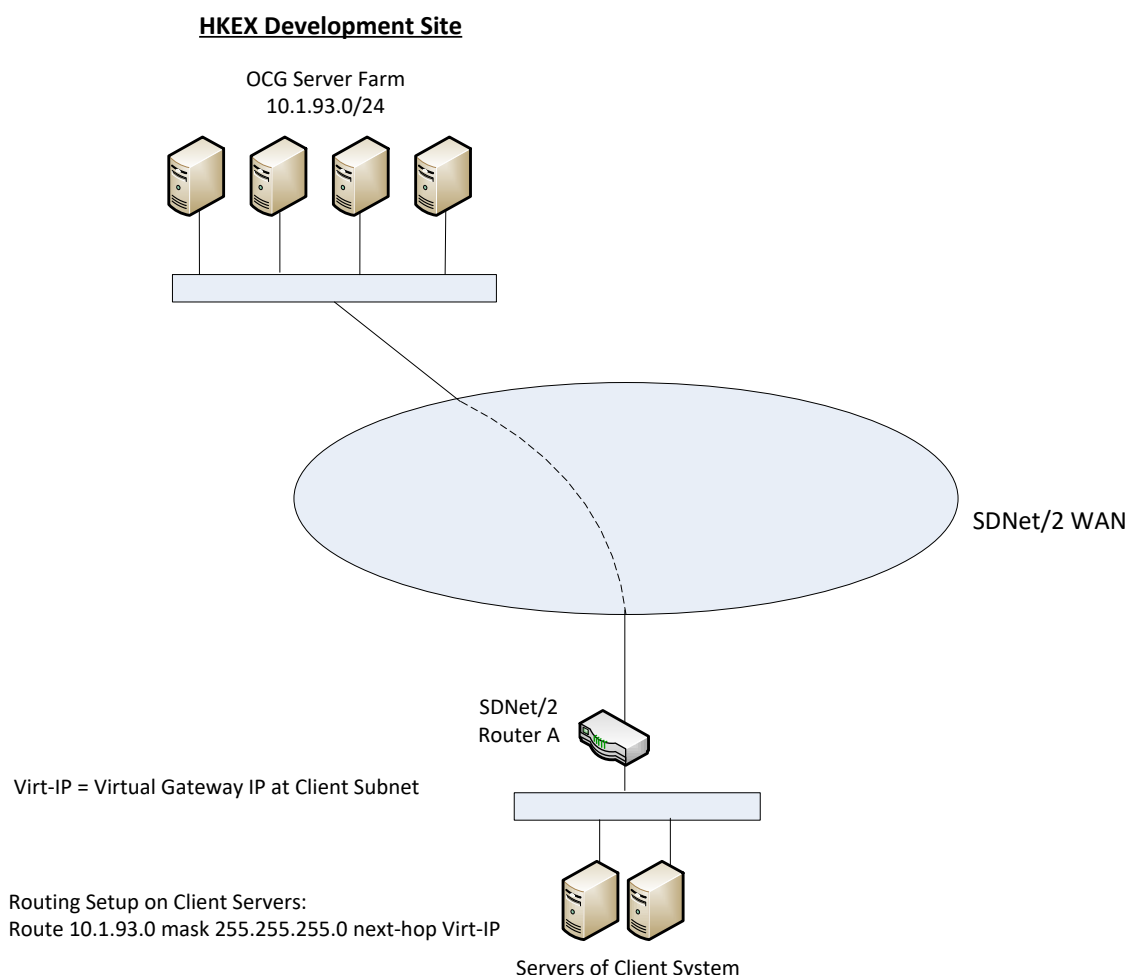 HKEX Development Site
OCG Server Farm
10.1.93.0/24
SDNet/2 WAN
SDNet/2
Router A
Virt-IP = Virtual Gateway IP at Client Subnet
Routing Setup on Client Servers:
Route 10.1.93.0 mask 255.255.255.0 next-hop Virt-IP
Servers of Client System